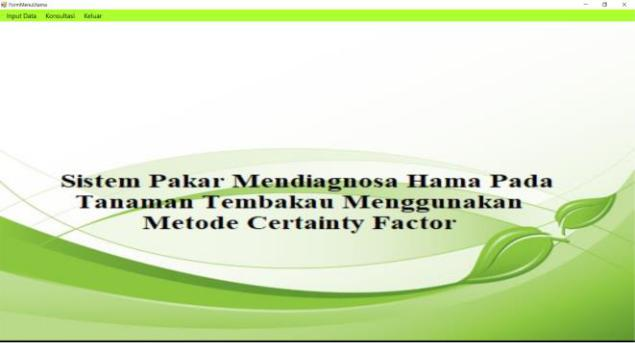 FormMenuUtama
Input Data Konsultasi Keluar
Sistem Pakar Mendiagnosa Hama Pada
Tanaman Tembakau Menggunakan
Metode Certainty Factor